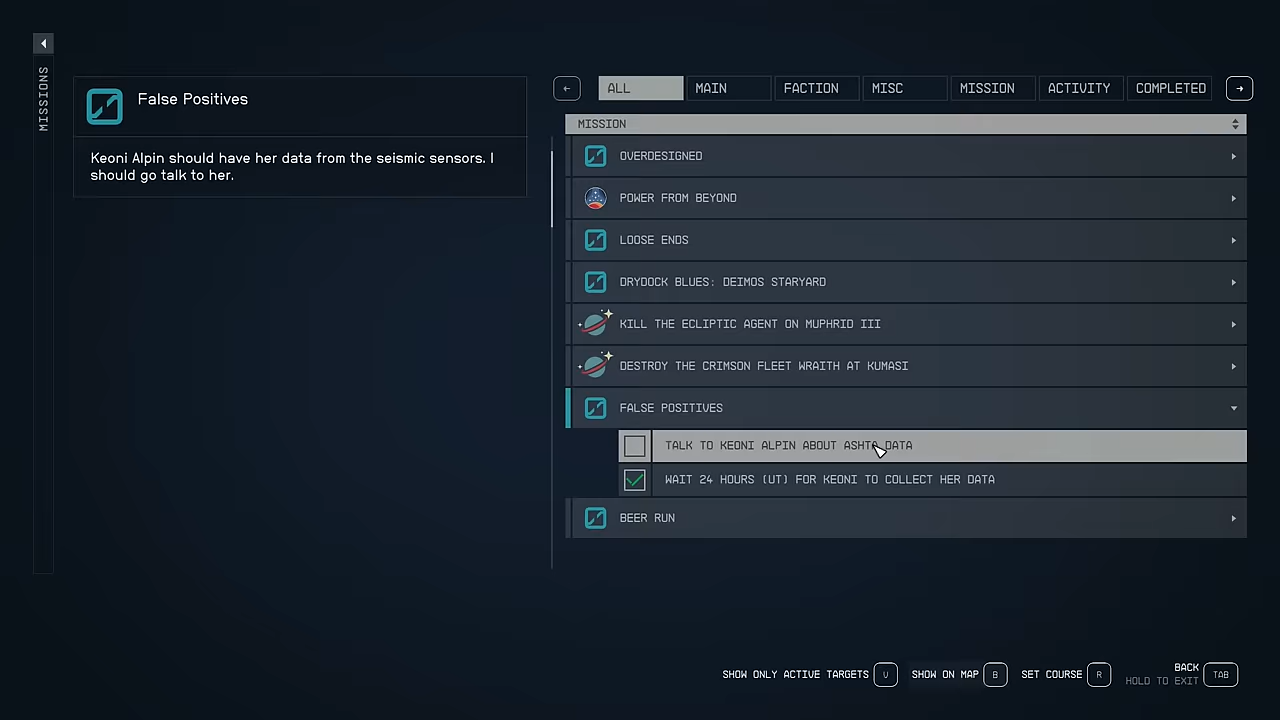 MISSIONS
False Positives
Keoni Alpin should have her data from the seismic sensors. I
should go talk to her.
ALL
MAIN
FACTION
MISC
MISSION
ACTIVITY
COMPLETED
MISSION
OVERDESIGNED
POWER FROM BEYOND
LOOSE ENDS
DRYDOCK BLUES: DEIMOS STARYARD
KILL THE ECLIPTIC AGENT ON MUPHRID III
DESTROY THE CRIMSON FLEET WRAITH AT KUMASI
FALSE POSITIVES
TALK TO KEONI ALPIN ABOUT ASHTA DATA
WAIT 24 HOURS (UT) FOR KEONI TO COLLECT HER DATA
BEER RUN
SHOW ONLY ACTIVE TARGETS U
SHOW ON MAP B
SET COURSE R
BACK
HOLD TO EXIT
TAB